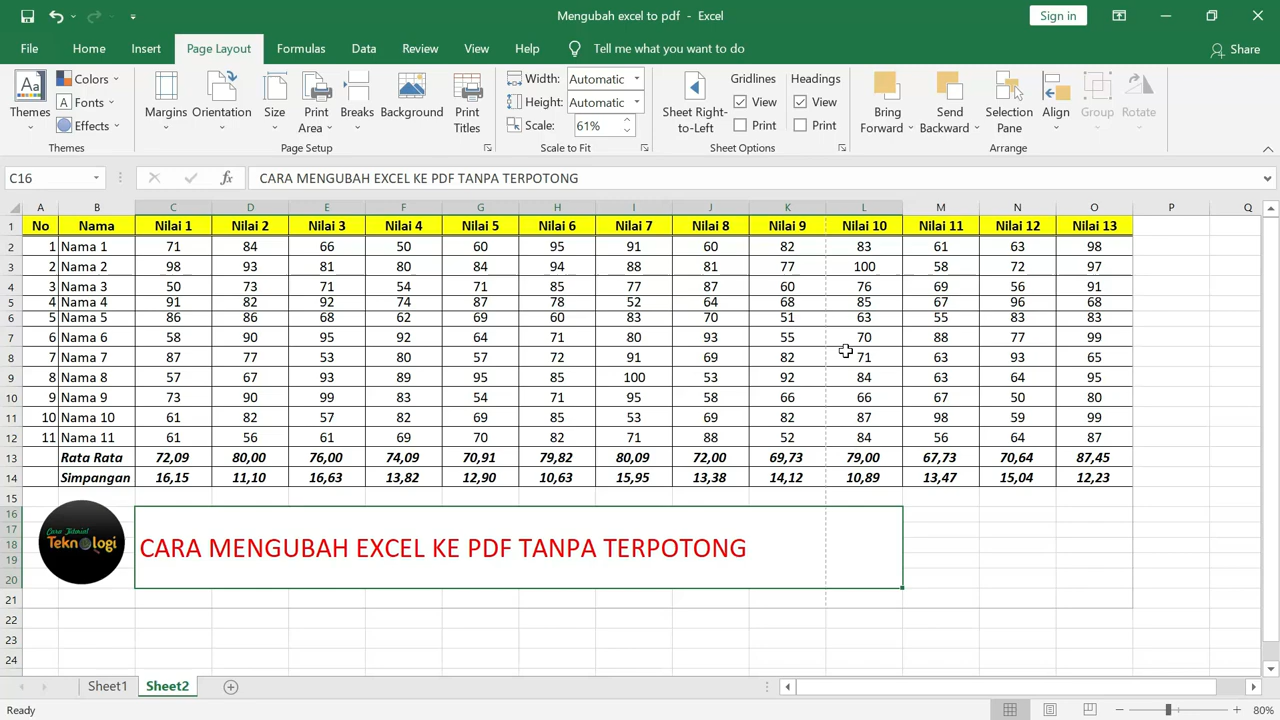 Mengubah excel to pdf - Excel
Sign in
File Home Insert Page Layout Formulas Data Review View Help Tell me what you want to do Share
Themes Colors Fonts Effects Margins Orientation Size Print Area Breaks Background Print Titles Width: Automatic Height: Automatic Scale: 61% Sheet Right-to-Left Gridlines View Print Headings View Print Bring Forward Send Backward Selection Pane Align Group Rotate
Themes Page Setup Scale to Fit Sheet Options Arrange
C16 fx CARA MENGUBAH EXCEL KE PDF TANPA TERPOTONG
A B C D E F G H I J K L M N O P Q
1 No Nama Nilai 1 Nilai 2 Nilai 3 Nilai 4 Nilai 5 Nilai 6 Nilai 7 Nilai 8 Nilai 9 Nilai 10 Nilai 11 Nilai 12 Nilai 13
2 1 Nama 1 71 84 66 50 60 95 91 60 82 83 61 63 98
3 2 Nama 2 98 93 81 80 84 94 88 81 77 100 58 72 97
4 3 Nama 3 50 73 71 54 71 85 77 87 60 76 69 56 91
5 4 Nama 4 91 82 92 74 87 78 52 64 68 85 67 96 68
6 5 Nama 5 86 86 68 62 69 60 83 70 51 63 55 83 83
7 6 Nama 6 58 90 95 92 64 71 80 93 55 70 88 77 99
8 7 Nama 7 87 77 53 80 57 72 91 69 82 71 63 93 65
9 8 Nama 8 57 67 93 89 95 85 100 53 92 84 63 64 95
10 9 Nama 9 73 90 99 83 54 71 95 58 66 66 67 50 80
11 10 Nama 10 61 82 57 82 69 85 53 69 82 87 98 59 99
12 11 Nama 11 61 56 61 69 70 82 71 88 52 84 56 64 87
13 Rata Rata 72,09 80,00 76,00 74,09 70,91 79,82 80,09 72,00 69,73 79,00 67,73 70,64 87,45
14 Simpangan 16,15 11,10 16,63 13,82 12,90 10,63 15,95 13,38 14,12 10,89 13,47 15,04 12,23
15
16
17
Cara Tutorial
Teknologi
18 CARA MENGUBAH EXCEL KE PDF TANPA TERPOTONG
19
20
21
22
23
24
Sheet1 Sheet2
Ready 80%